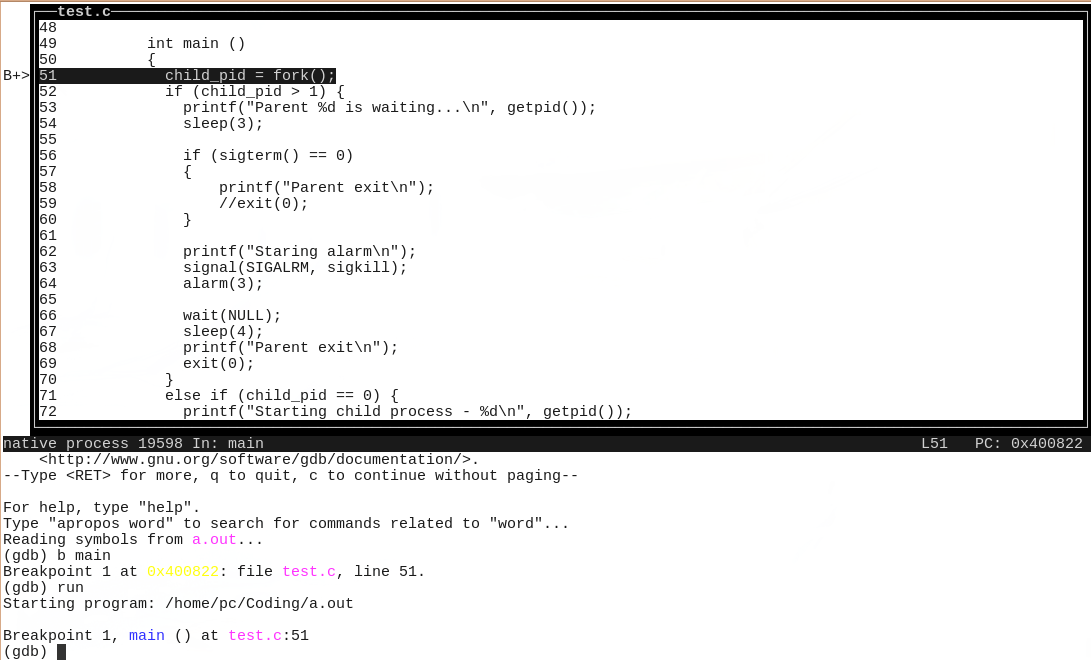 test.c
48
49          int main ()
50          {
B+> 51            child_pid = fork();
52            if (child_pid > 1) {
53              printf("Parent %d is waiting...\n", getpid());
54              sleep(3);
55
56              if (sigterm() == 0)
57              {
58                  printf("Parent exit\n");
59                  //exit(0);
60              }
61
62              printf("Staring alarm\n");
63              signal(SIGALRM, sigkill);
64              alarm(3);
65
66              wait(NULL);
67              sleep(4);
68              printf("Parent exit\n");
69              exit(0);
70            }
71            else if (child_pid == 0) {
72              printf("Starting child process - %d\n", getpid());
native process 19598 In: main                                                                         L51   PC: 0x400822
    <http://www.gnu.org/software/gdb/documentation/>.
--Type <RET> for more, q to quit, c to continue without paging--
For help, type "help".
Type "apropos word" to search for commands related to "word"...
Reading symbols from a.out...
(gdb) b main
Breakpoint 1 at 0x400822: file test.c, line 51.
(gdb) run
Starting program: /home/pc/Coding/a.out
Breakpoint 1, main () at test.c:51
(gdb)